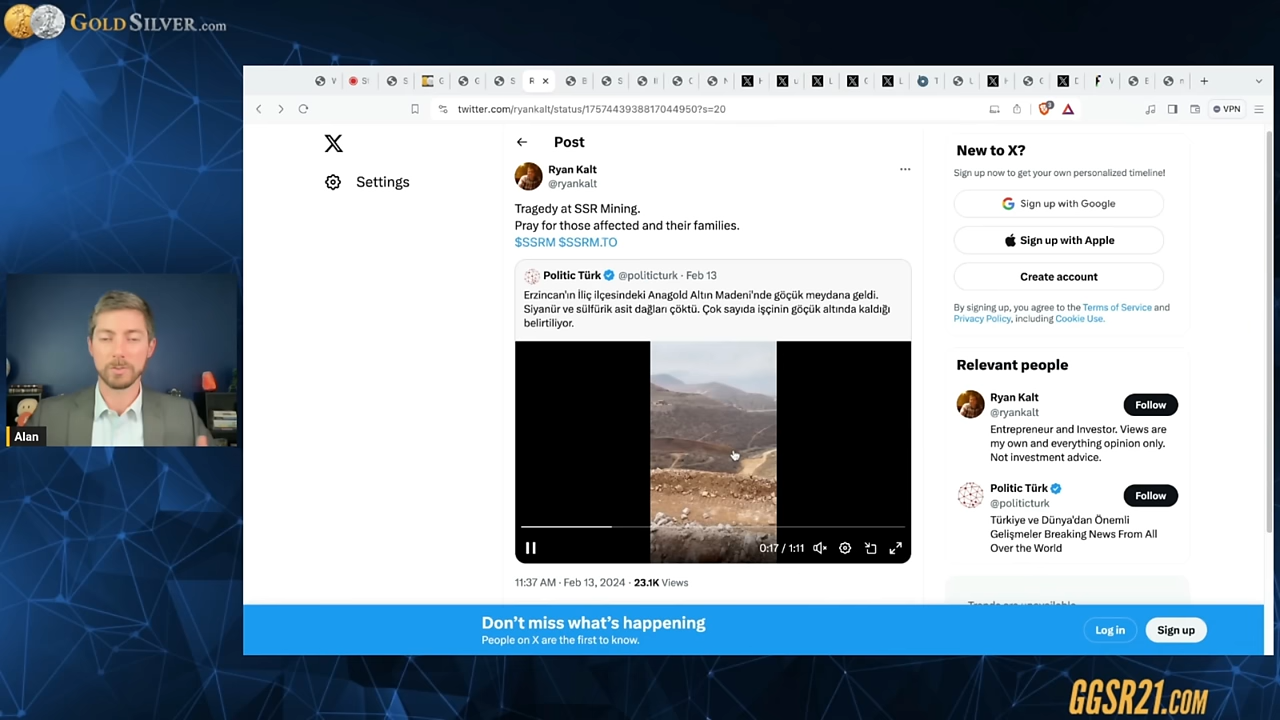 GOLDSILVER.com
twitter.com/ryankalt/status/1757443938817044950?s=20
VPN
X
Settings
Post
Ryan Kalt
@ryankalt
Tragedy at SSR Mining.
Pray for those affected and their families.
$SSRM $SSRM.TO
Politic Türk @politicturk · Feb 13
Erzincan'ın İliç ilçesindeki Anagold Altın Madeni'nde göçük meydana geldi.
Siyanür ve sülfürik asit dağları çöktü. Çok sayıda işçinin göçük altında kaldığı
belirtiliyor.
0:17 / 1:11
11:37 AM · Feb 13, 2024 · 23.1K Views
New to X?
Sign up now to get your own personalized timeline!
Sign up with Google
Sign up with Apple
Create account
By signing up, you agree to the Terms of Service and
Privacy Policy, including Cookie Use.
Relevant people
Ryan Kalt
@ryankalt
Follow
Entrepreneur and Investor. Views are
my own and everything opinion only.
Not investment advice.
Politic Türk
@politicturk
Follow
Türkiye ve Dünya'dan Önemli
Gelişmeler Breaking News From All
Over the World
Don't miss what's happening
People on X are the first to know.
Log in
Sign up
Alan
GGSR21.COM